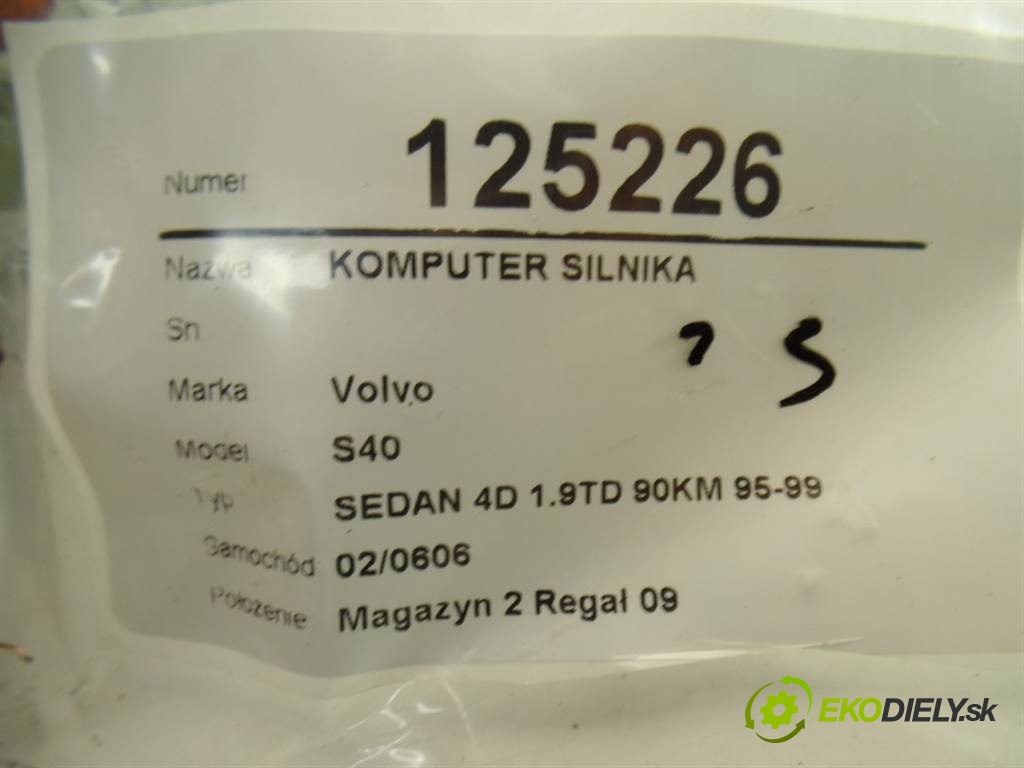 Numer 125226
Nazwa KOMPUTER SILNIKA
Sn
Marka Volvo
Model S40
Typ SEDAN 4D 1.9TD 90KM 95-99
Samochód 02/0606
Położenie Magazyn 2 Regał 09
EKODIELY.sk